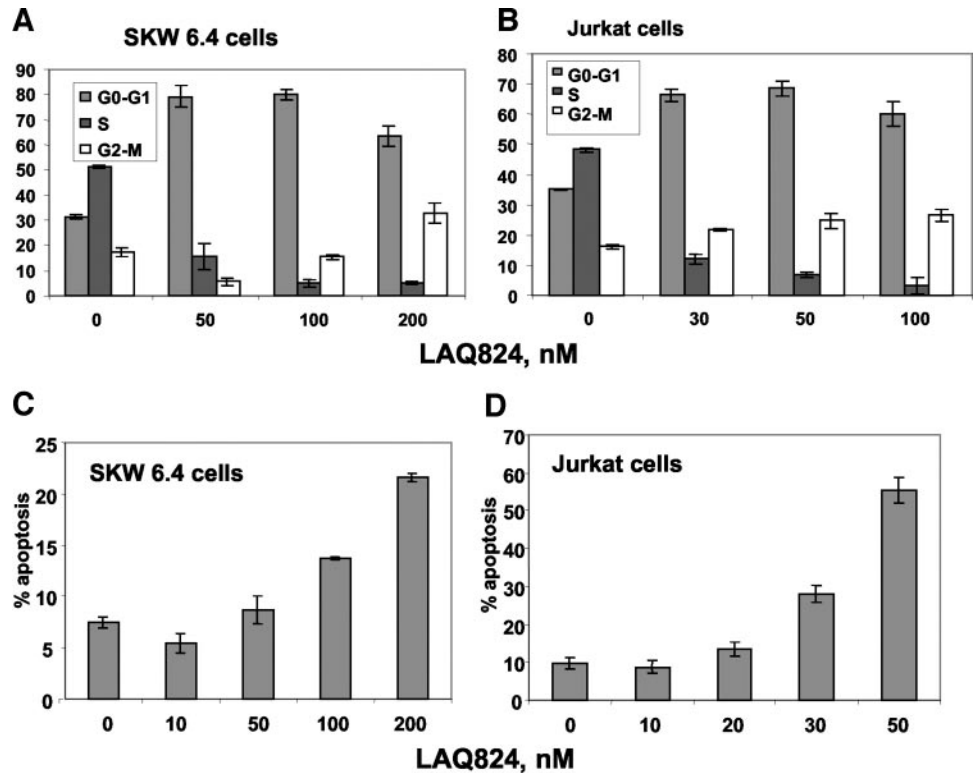 A
SKW 6.4 cells
90
80
70
60
50
40
30
20
10
0
G0-G1
S
G2-M
0 50 100 200
B
Jurkat cells
80
70
60
50
40
30
20
10
0
G0-G1
S
G2-M
0 30 50 100
LAQ824, nM
C
SKW 6.4 cells
% apoptosis
25
20
15
10
5
0
0 10 50 100 200
D
Jurkat cells
% apoptosis
70
60
50
40
30
20
10
0
0 10 20 30 50
LAQ824, nM